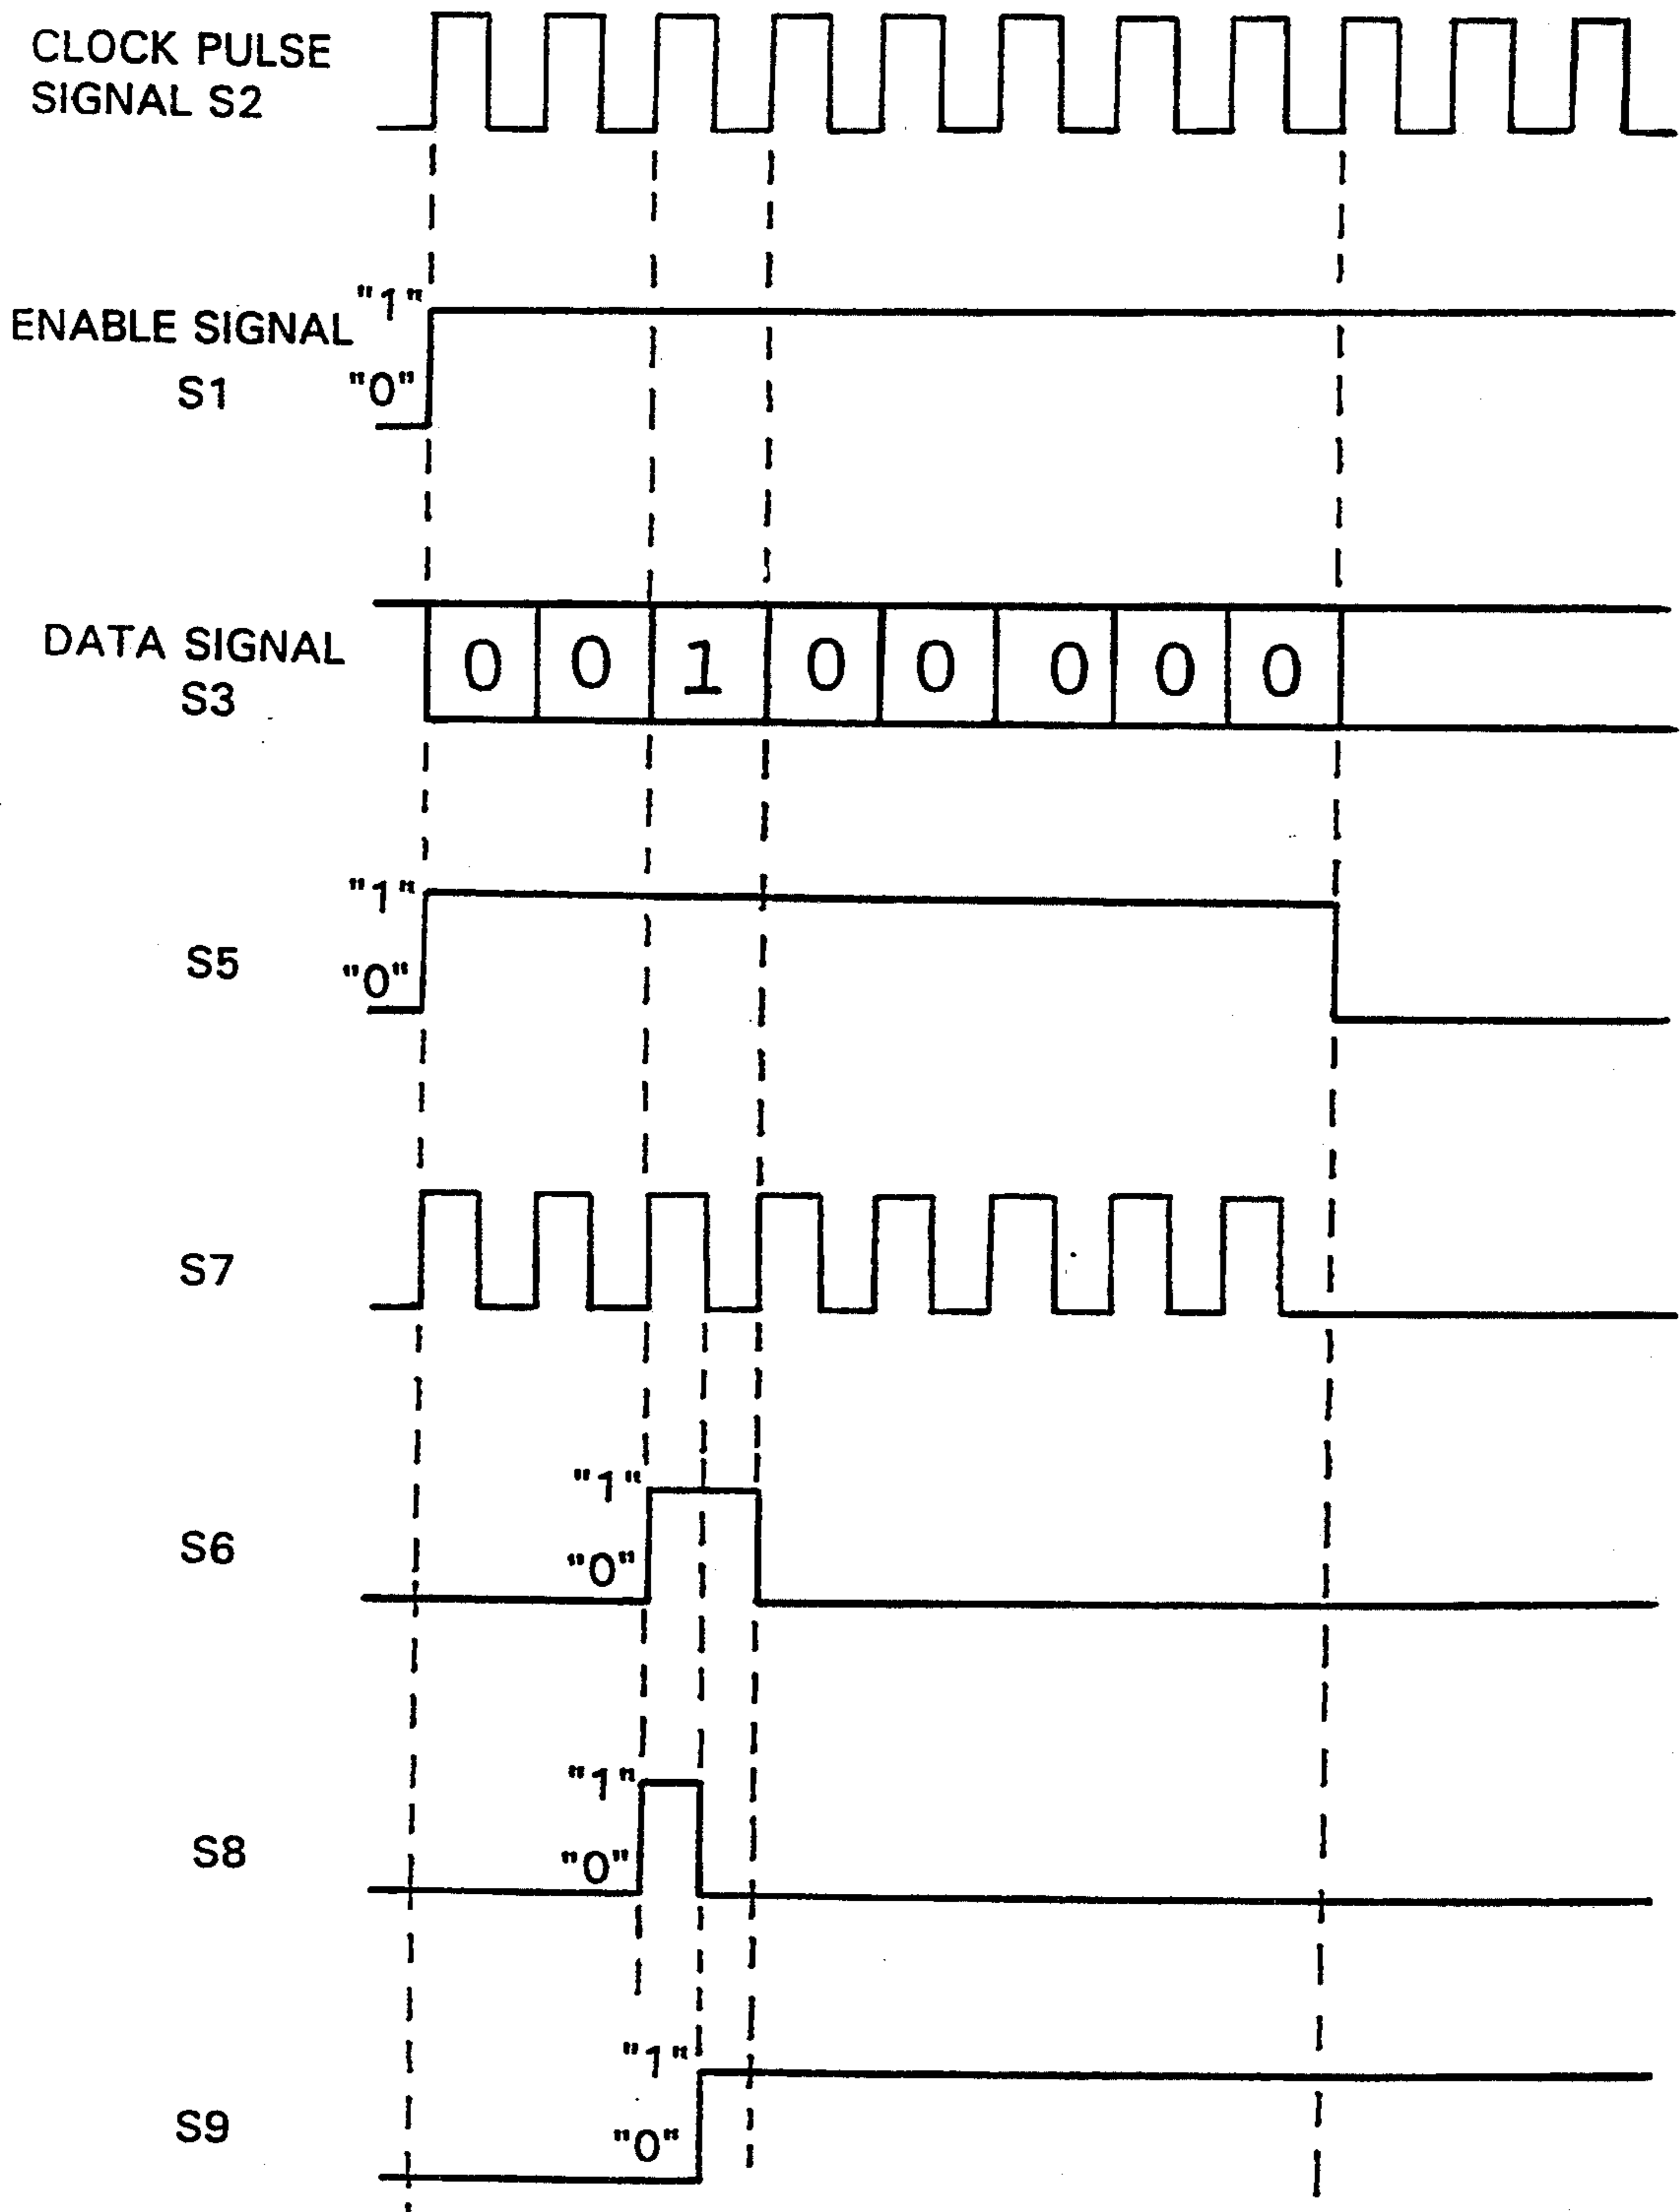 CLOCK PULSE
SIGNAL S2
"1"
ENABLE SIGNAL
"0"
S1
DATA SIGNAL
S3
0 0 1 0 0 0 0 0
"1"
S5
"0"
S7
"1"
S6
"0"
"1"
S8
"0"
"1"
S9
"0"